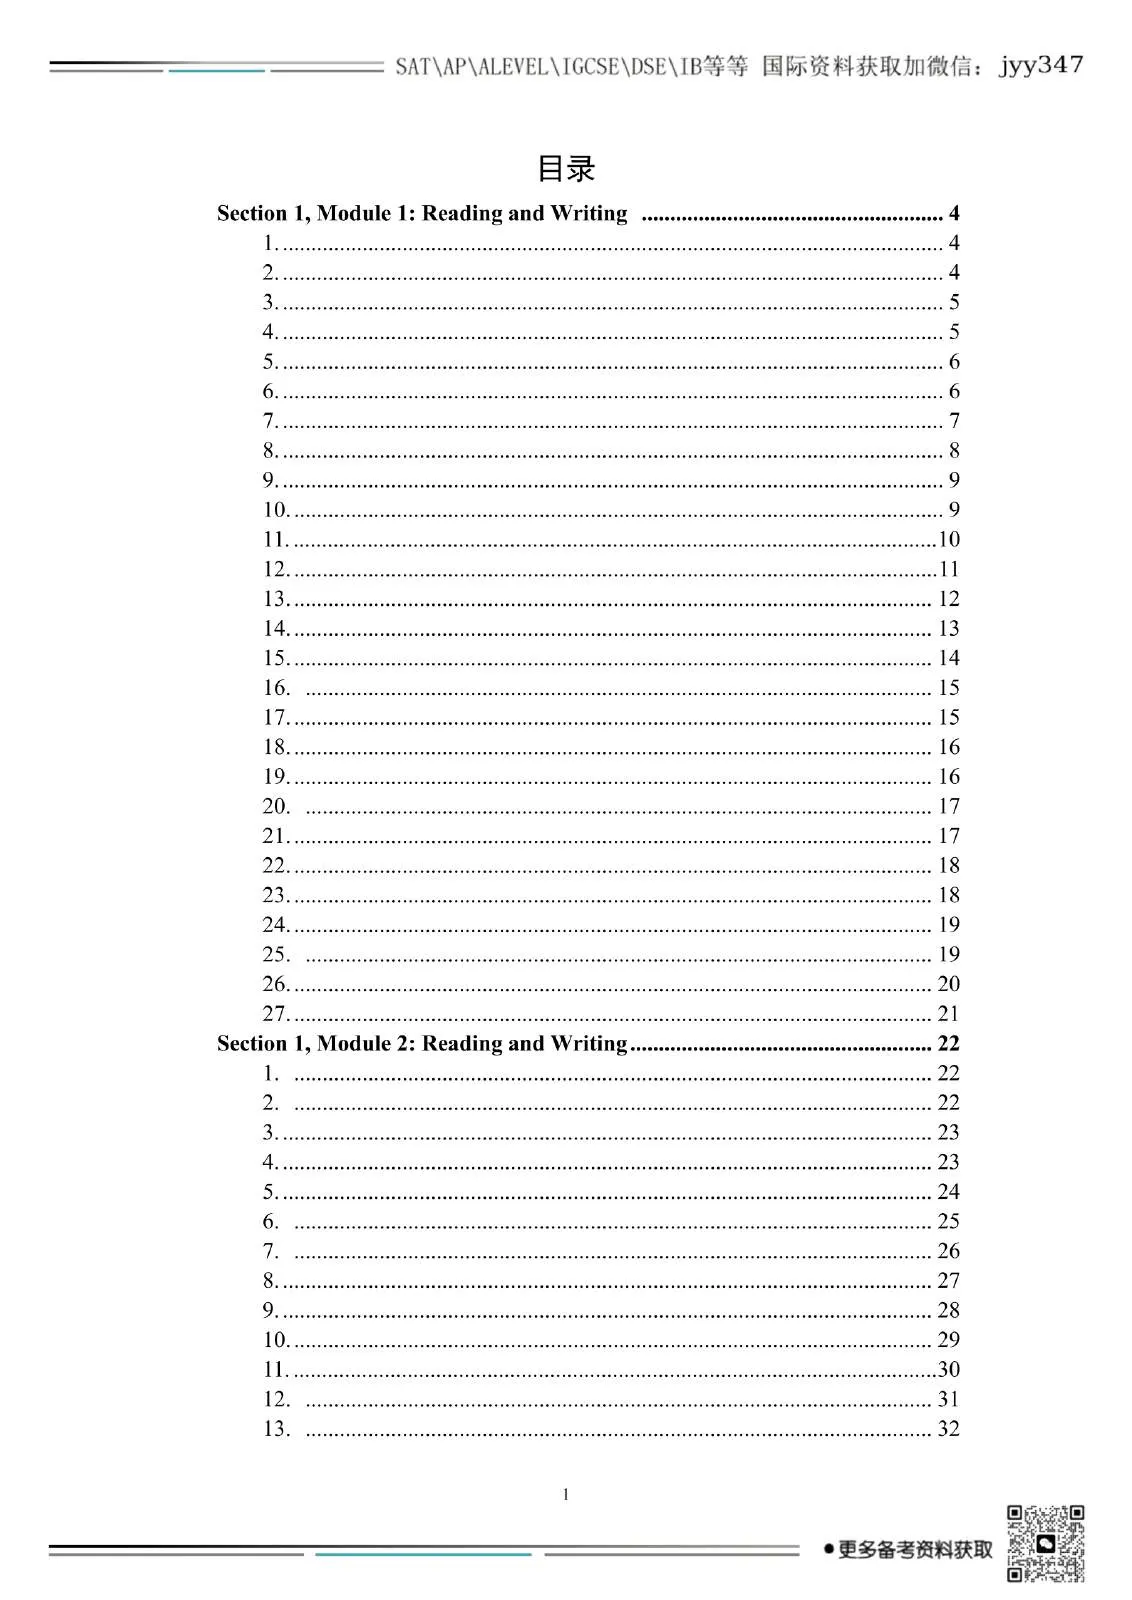 SAT\AP\ALEVEL\IGCSE\DSE\IB等等 国际资料获取加微信：jyy347
目录
Section 1, Module 1: Reading and Writing ........ 4
1. ........ 4
2. ........ 4
3. ........ 5
4. ........ 5
5. ........ 6
6. ........ 6
7. ........ 7
8. ........ 8
9. ........ 9
10. ........ 9
11. ........ 10
12. ........ 11
13. ........ 12
14. ........ 13
15. ........ 14
16. ........ 15
17. ........ 15
18. ........ 16
19. ........ 16
20. ........ 17
21. ........ 17
22. ........ 18
23. ........ 18
24. ........ 19
25. ........ 19
26. ........ 20
27. ........ 21
Section 1, Module 2: Reading and Writing ........ 22
1. ........ 22
2. ........ 22
3. ........ 23
4. ........ 23
5. ........ 24
6. ........ 25
7. ........ 26
8. ........ 27
9. ........ 28
10. ........ 29
11. ........ 30
12. ........ 31
13. ........ 32
1
●更多备考资料获取